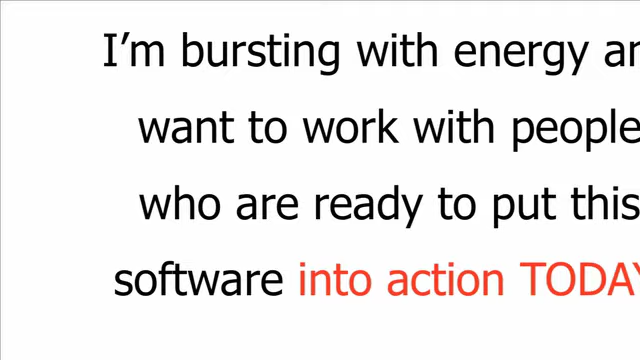 I’m bursting with energy an
want to work with people
who are ready to put this
software into action TODAY